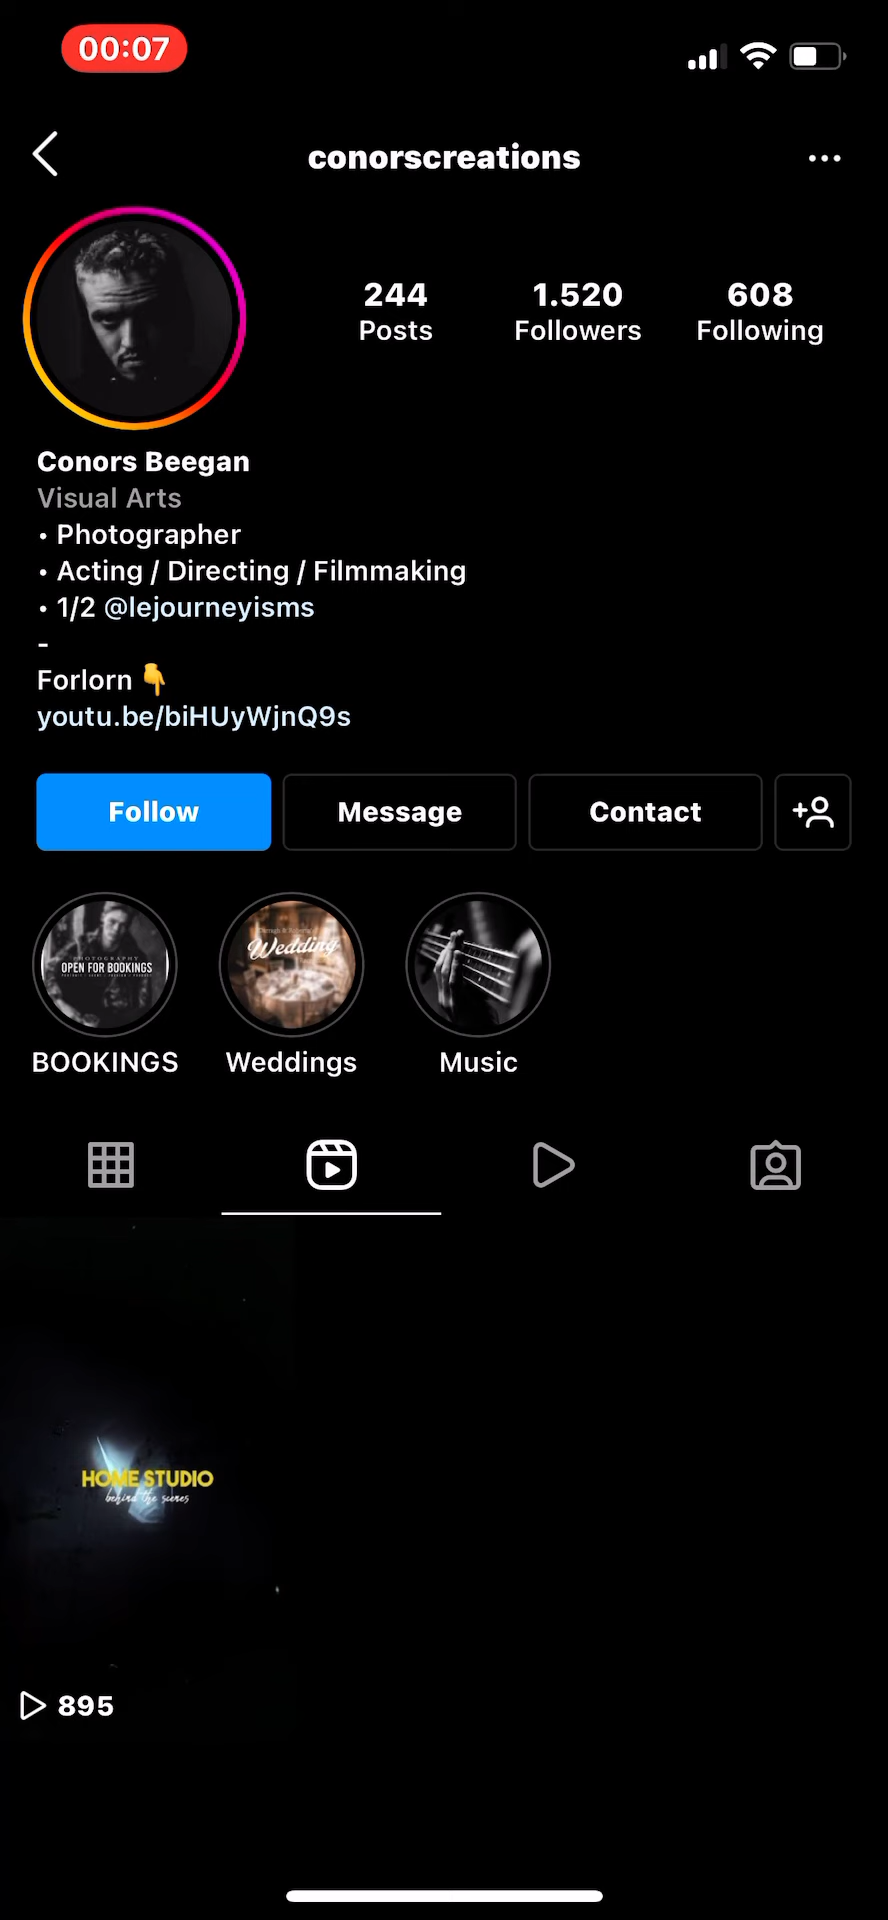 00:07
conorscreations
244
Posts
1.520
Followers
608
Following
Conors Beegan
Visual Arts
• Photographer
• Acting / Directing / Filmmaking
• 1/2 @lejourneyisms
-
Forlorn 👇
youtu.be/biHUyWjnQ9s
Follow
Message
Contact
PHOTOGRAPHY
OPEN FOR BOOKINGS
Wedding
BOOKINGS
Weddings
Music
HOME STUDIO
behind the scenes
895